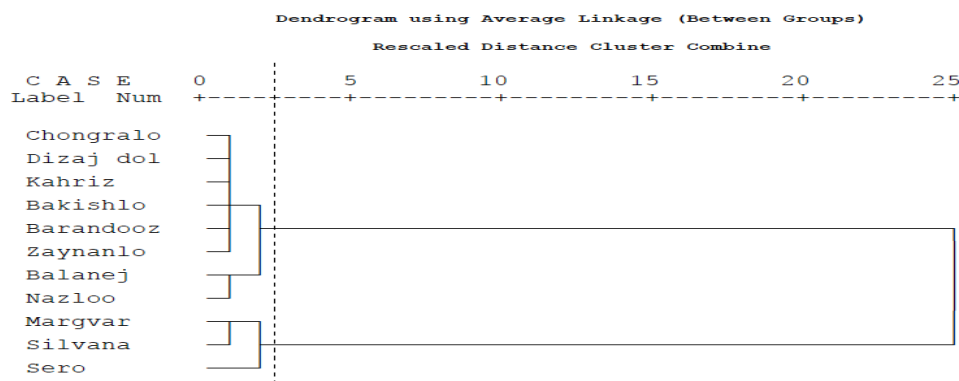 Dendrogram using Average Linkage (Between Groups)
Rescaled Distance Cluster Combine
C A S E 0 5 10 15 20 25
Label Num +---------+---------+---------+---------+---------+
Chongralo
Dizaj dol
Kahriz
Bakishlo
Barandooz
Zaynanlo
Balanej
Nazloo
Margvar
Silvana
Sero